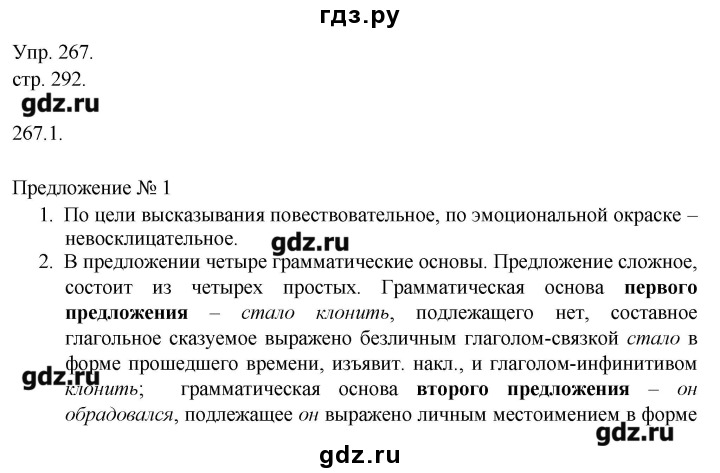 гдз.ру
Упр. 267.
стр. 292.
gdz.ru
267.1.
Предложение № 1
1. По цели высказывания повествовательное, по эмоциональной окраске –
невосклицательное.
gdz.ru
2. В предложении четыре грамматические основы. Предложение сложное,
состоит из четырех простых. Грамматическая основа первого
предложения – стало клонить, подлежащего нет, составное
глагольное сказуемое выражено безличным глаголом-связкой стало в
форме прошедшего времени, изъявит. накл., и глаголом-инфинитивом
gdz.ru
клонить; грамматическая основа второго предложения – он
обрадовался, подлежащее он выражено личным местоимением в форме
gdz.ru
gdz.ru